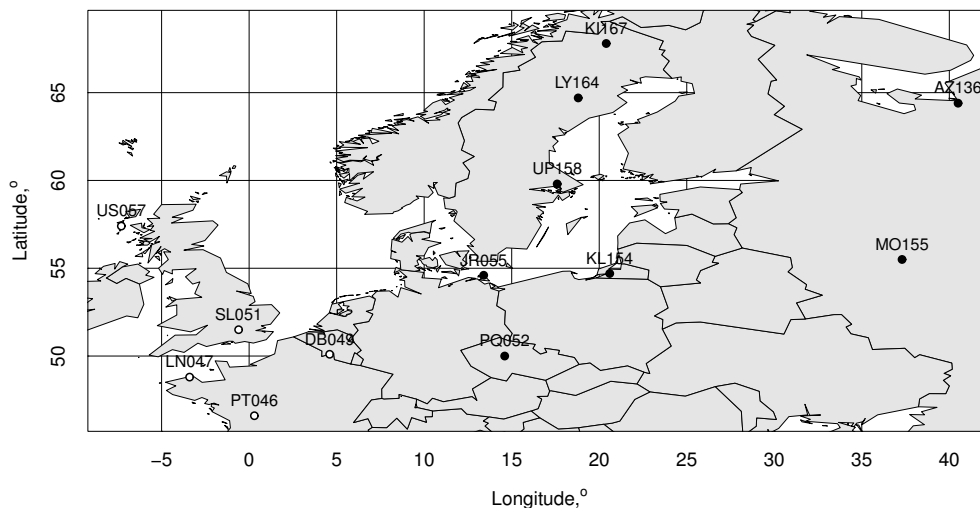 KI167
LY164
AZ136
UP158
US057
MO155
JR055
KL154
SL051
DB049
PQ052
LN047
PT046
65
60
55
50
Latitude,°
−5 0 5 10 15 20 25 30 35 40
Longitude,°